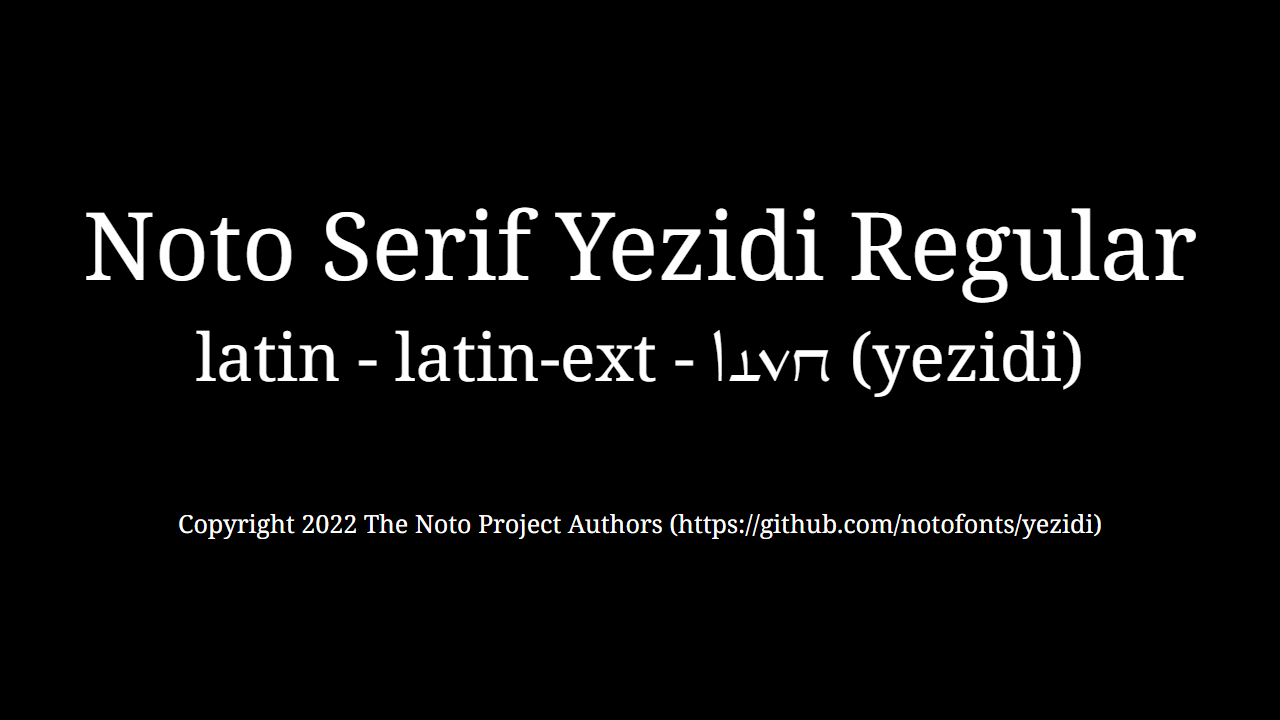 Noto Serif Yezidi Regular
latin - latin-ext - (yezidi)
Copyright 2022 The Noto Project Authors (https://github.com/notofonts/yezidi)